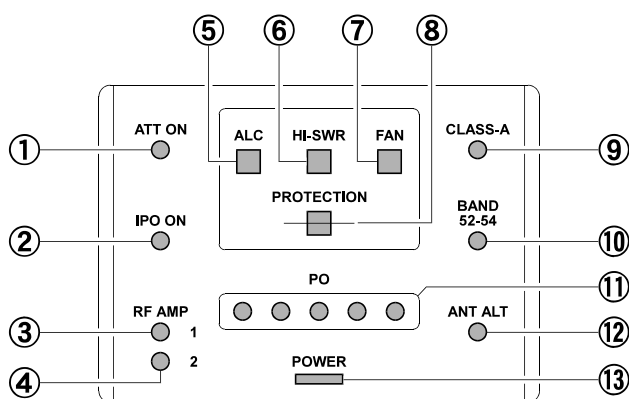 ⑤ ⑥ ⑦ ⑧
① ATT ON ALC HI-SWR FAN CLASS-A ⑨
PROTECTION
② IPO ON BAND ⑩
52-54
PO ⑪
③ RF AMP 1 ANT ALT ⑫
④ 2 POWER ⑬